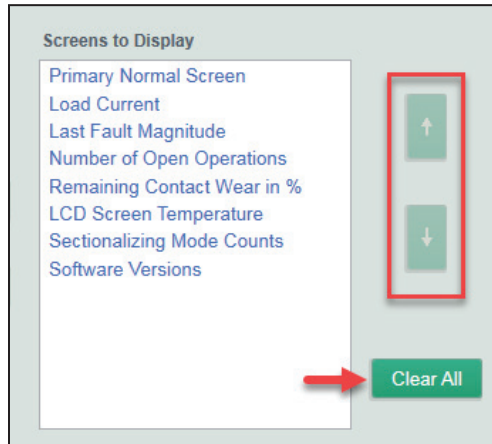 Screens to Display
Primary Normal Screen
Load Current
Last Fault Magnitude
Number of Open Operations
Remaining Contact Wear in %
LCD Screen Temperature
Sectionalizing Mode Counts
Software Versions
Clear All